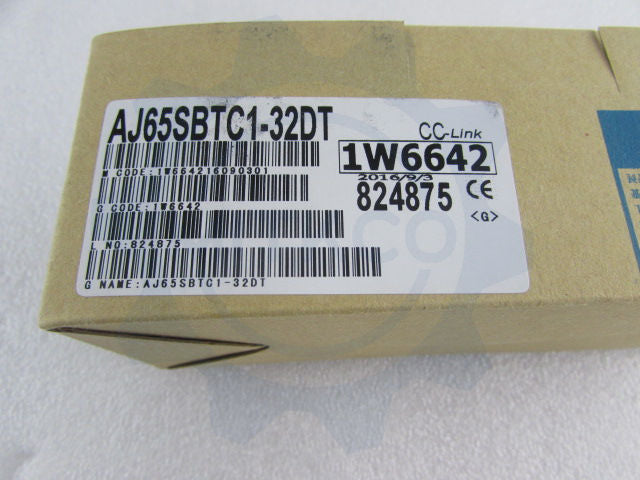 AJ65SBTC1-32DT
CC-Link
1W6642
M CODE:1W664216090301
2016/9/3
824875
CE
G CODE:1W6642
<G>
L NO:824875
G NAME:AJ65SBTC1-32DT